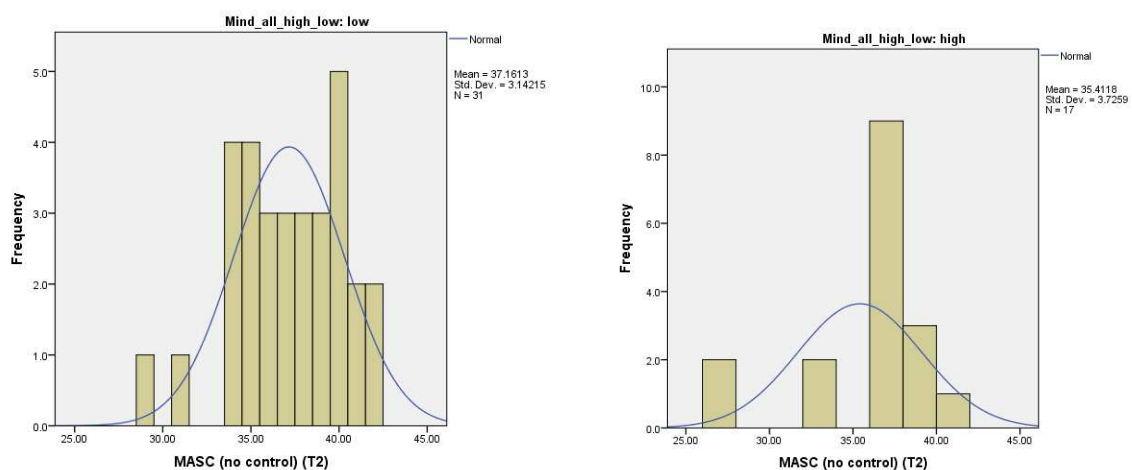 Mind_all_high_low: low
Normal
Mean = 37.1613
Std. Dev. = 3.14215
N = 31
5.0
4.0
3.0
2.0
1.0
0.0
Frequency
25.00 30.00 35.00 40.00 45.00
MASC (no control) (T2)
Mind_all_high_low: high
Normal
Mean = 35.4118
Std. Dev. = 3.7259
N = 17
10.0
8.0
6.0
4.0
2.0
0.0
Frequency
25.00 30.00 35.00 40.00 45.00
MASC (no control) (T2)